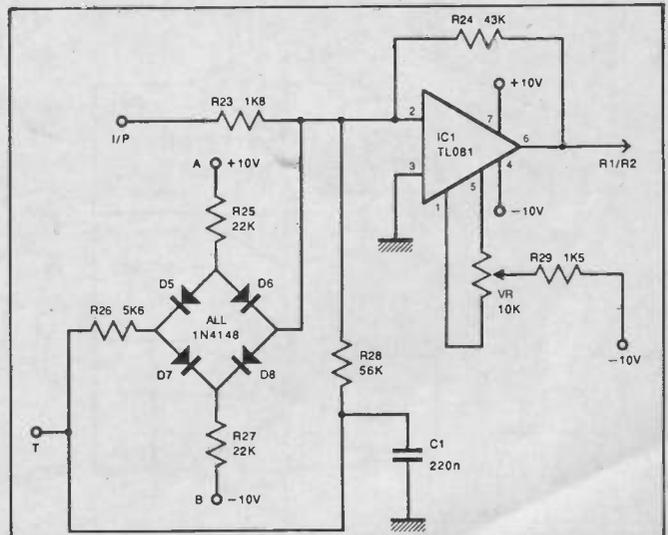 R24 43K
+10V
R23 1K8
I/P
2
7
IC1
TL081
6
3
4
R1/R2
1
5
-10V
A +10V
R25
22K
D5
D6
R26 5K6
ALL
1N4148
D7
D8
R29 1K5
VR
10K
-10V
R28
56K
T
R27
22K
C1
220n
B -10V